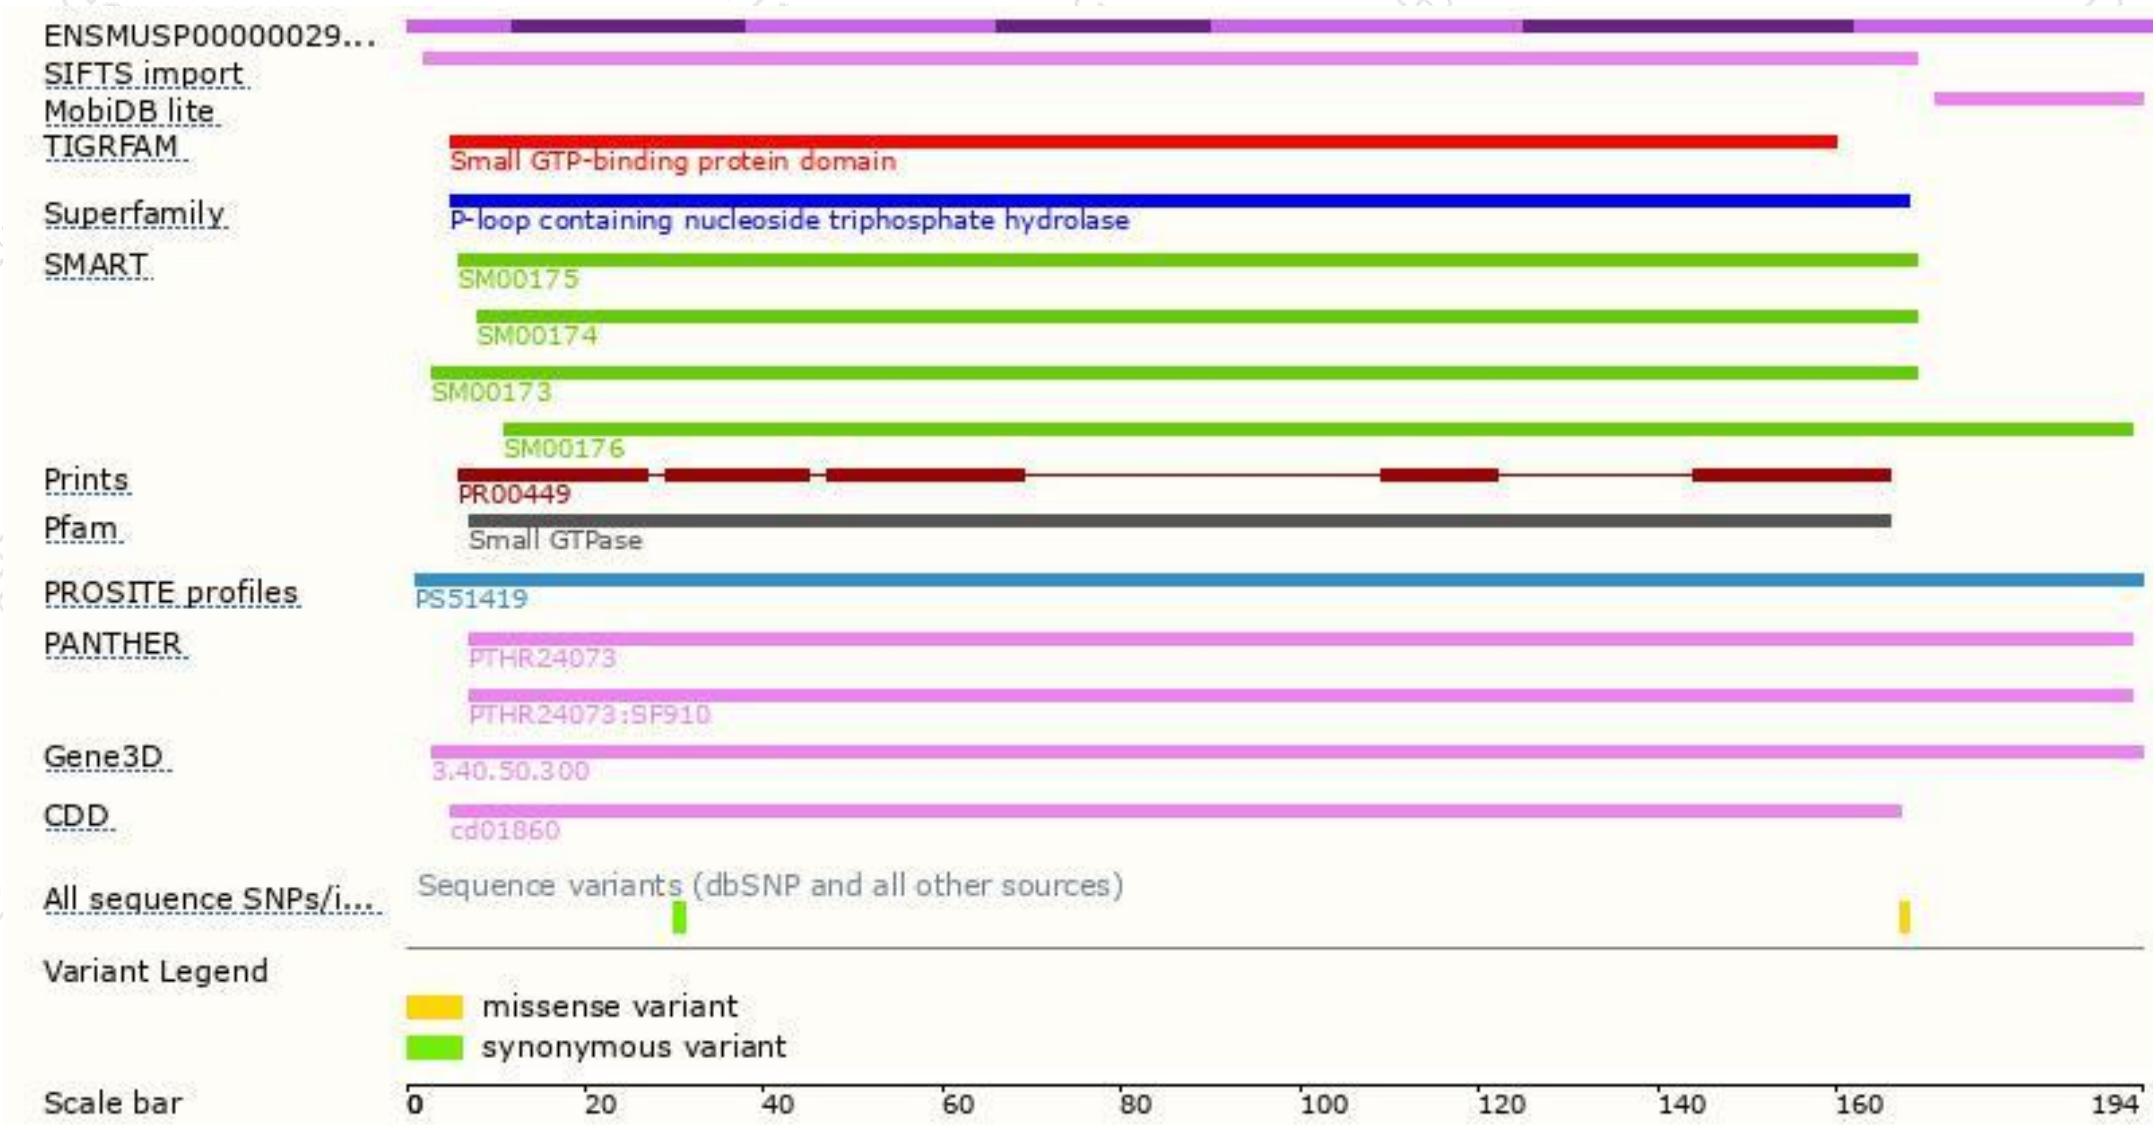 ENSMUSP00000029...
SIFTS import
MobiDB lite
TIGRFAM
Small GTP-binding protein domain
Superfamily
P-loop containing nucleoside triphosphate hydrolase
SMART
SM00175
SM00174
SM00173
SM00176
Prints
PR00449
Pfam
Small GTPase
PROSITE profiles
PS51419
PANTHER
PTHR24073
PTHR24073:SF910
Gene3D
3.40.50.300
CDD
cd01860
Sequence variants (dbSNP and all other sources)
All sequence SNPs/i...
Variant Legend
missense variant
synonymous variant
Scale bar 0 20 40 60 80 100 120 140 160 194